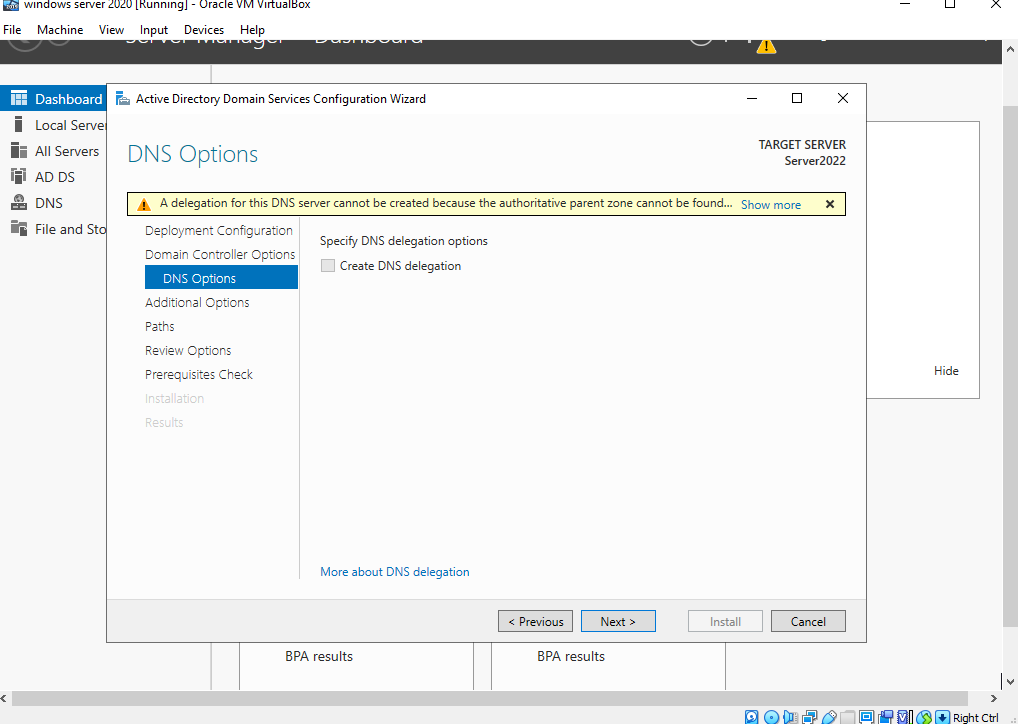 windows server 2020 [Running] - Oracle VM VirtualBox
File Machine View Input Devices Help
Server Manager Dashboard
Dashboard
Local Server
All Servers
AD DS
DNS
File and Sto
Active Directory Domain Services Configuration Wizard
DNS Options
TARGET SERVER
Server2022
A delegation for this DNS server cannot be created because the authoritative parent zone cannot be found... Show more
Deployment Configuration
Domain Controller Options
DNS Options
Additional Options
Paths
Review Options
Prerequisites Check
Installation
Results
Specify DNS delegation options
Create DNS delegation
More about DNS delegation
< Previous
Next >
Install
Cancel
Hide
BPA results
BPA results
Right Ctrl